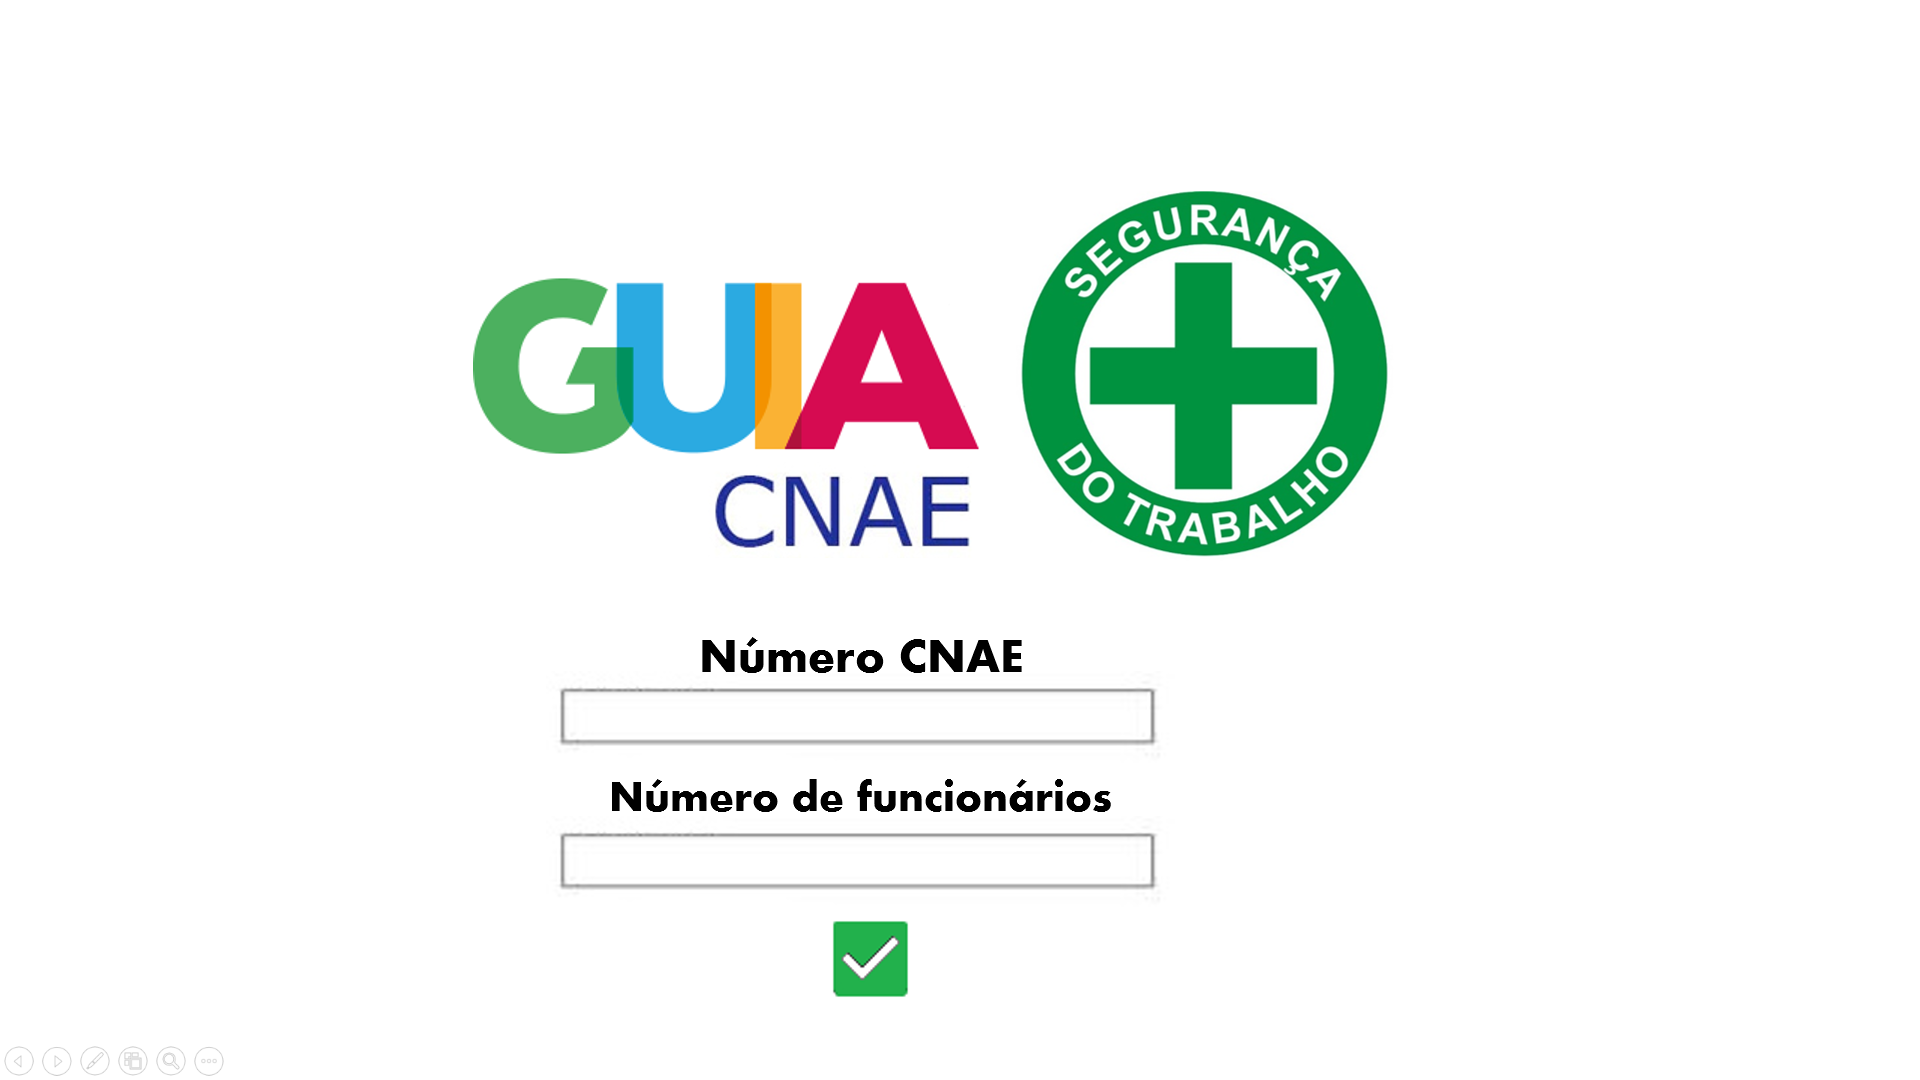 GUIA
CNAE
SEGURANÇA
DO TRABALHO
Número CNAE
Número de funcionários